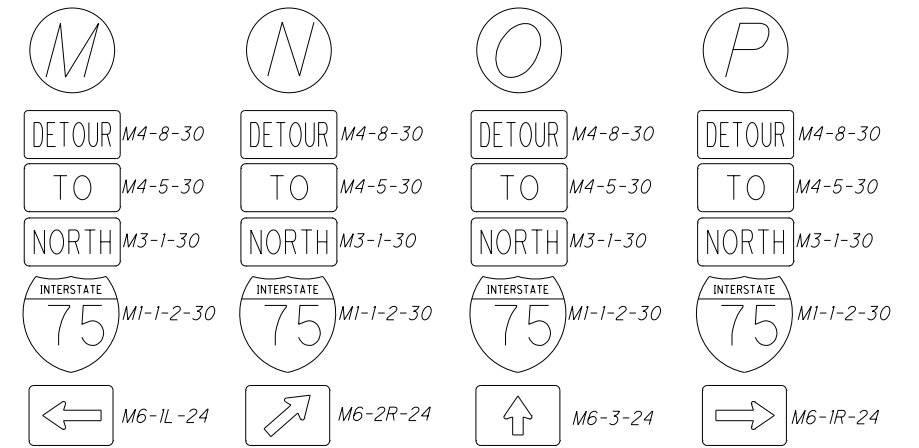 M N O P
DETOUR M4-8-30 DETOUR M4-8-30 DETOUR M4-8-30 DETOUR M4-8-30
TO M4-5-30 TO M4-5-30 TO M4-5-30 TO M4-5-30
NORTH M3-1-30 NORTH M3-1-30 NORTH M3-1-30 NORTH M3-1-30
INTERSTATE INTERSTATE INTERSTATE INTERSTATE
75 M1-1-2-30 75 M1-1-2-30 75 M1-1-2-30 75 M1-1-2-30
M6-1L-24 M6-2R-24 M6-3-24 M6-1R-24